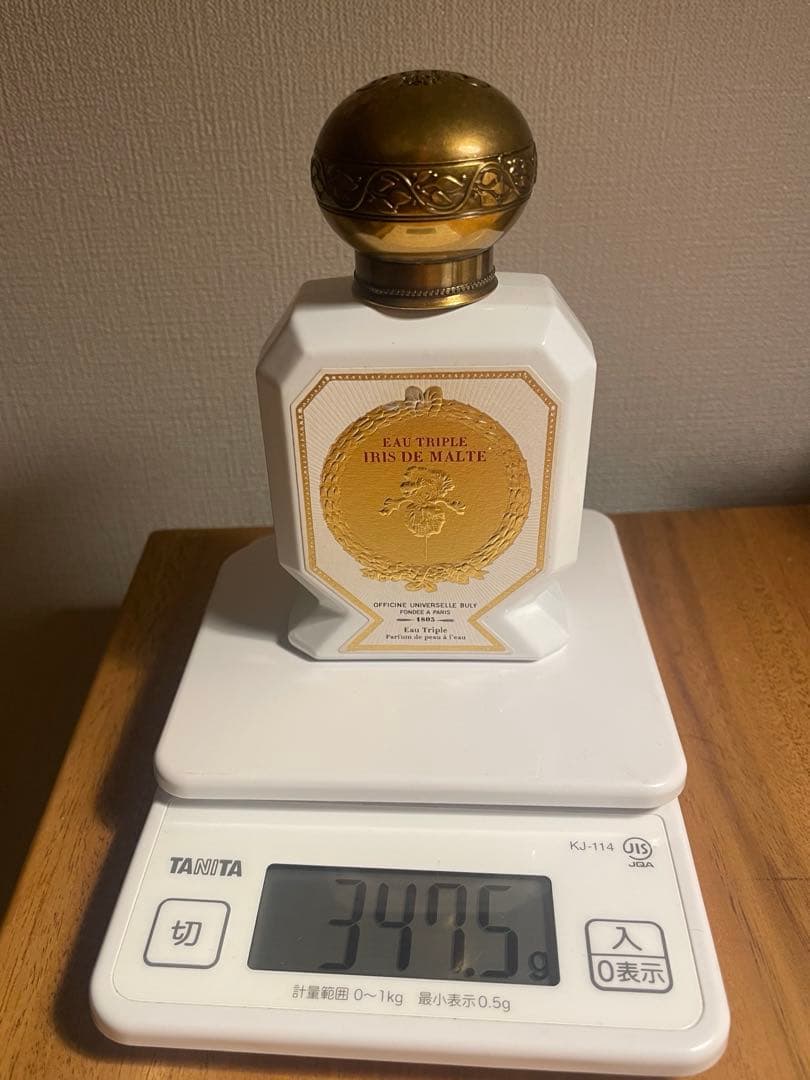 EAU TRIPLE
IRIS DE MALTE
OFFICINE UNIVERSELLE BULY
FONDÉE A PARIS
1803
Eau Triple
Parfum de peau à l'eau
KJ-114 JIS
JQA
TANITA
347.5g
切
入
0表示
計量範囲 0〜1kg 最小表示0.5g